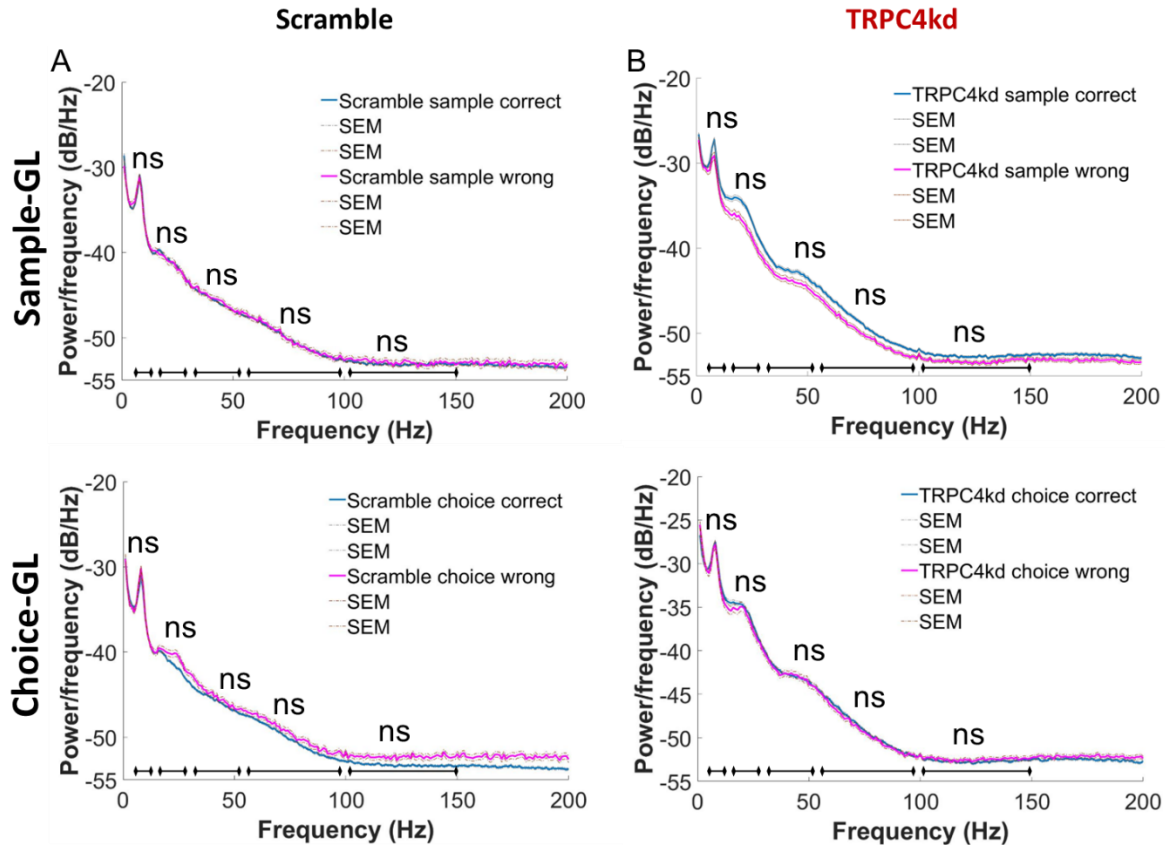 Scramble
TRPC4kd
Sample-GL
Choice-GL
A
Power/frequency (dB/Hz)
-20
-30
-40
-50
-55
0
50
100
150
200
Frequency (Hz)
Scramble sample correct
SEM
SEM
Scramble sample wrong
SEM
SEM
ns
ns
ns
ns
ns
B
Power/frequency (dB/Hz)
-20
-30
-40
-50
-55
0
50
100
150
200
Frequency (Hz)
TRPC4kd sample correct
SEM
SEM
TRPC4kd sample wrong
SEM
SEM
ns
ns
ns
ns
ns
Power/frequency (dB/Hz)
-20
-30
-40
-50
-55
0
50
100
150
200
Frequency (Hz)
Scramble choice correct
SEM
SEM
Scramble choice wrong
SEM
SEM
ns
ns
ns
ns
ns
Power/frequency (dB/Hz)
-20
-25
-30
-35
-40
-45
-50
-55
0
50
100
150
200
Frequency (Hz)
TRPC4kd choice correct
SEM
SEM
TRPC4kd choice wrong
SEM
SEM
ns
ns
ns
ns
ns